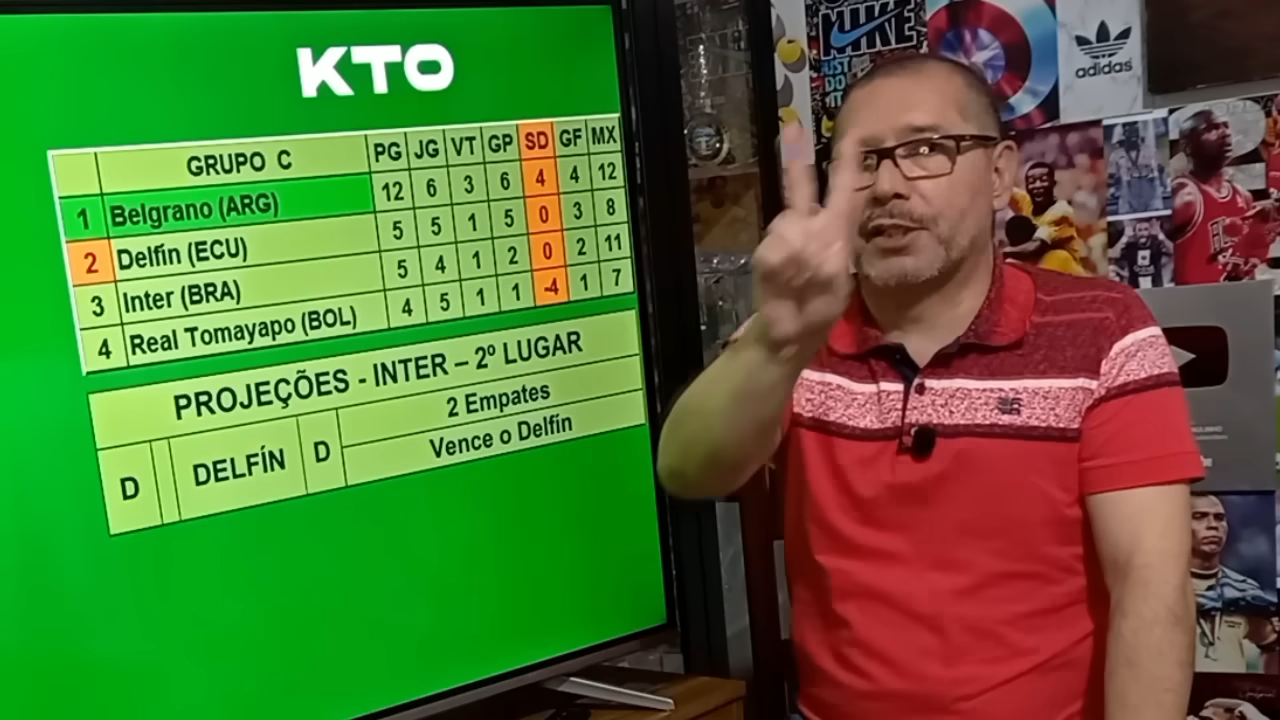 KTO
GRUPO C PG JG VT GP SD GF MX
1 Belgrano (ARG) 12 6 3 6 4 4 12
2 Delfín (ECU) 5 5 1 5 0 3 8
3 Inter (BRA) 5 4 1 2 0 2 11
4 Real Tomayapo (BOL) 4 5 1 1 -4 1 7
PROJEÇÕES - INTER – 2º LUGAR
D DELFÍN D 2 Empates
Vence o Delfín
NIKE
JUST
DO
IT
adidas